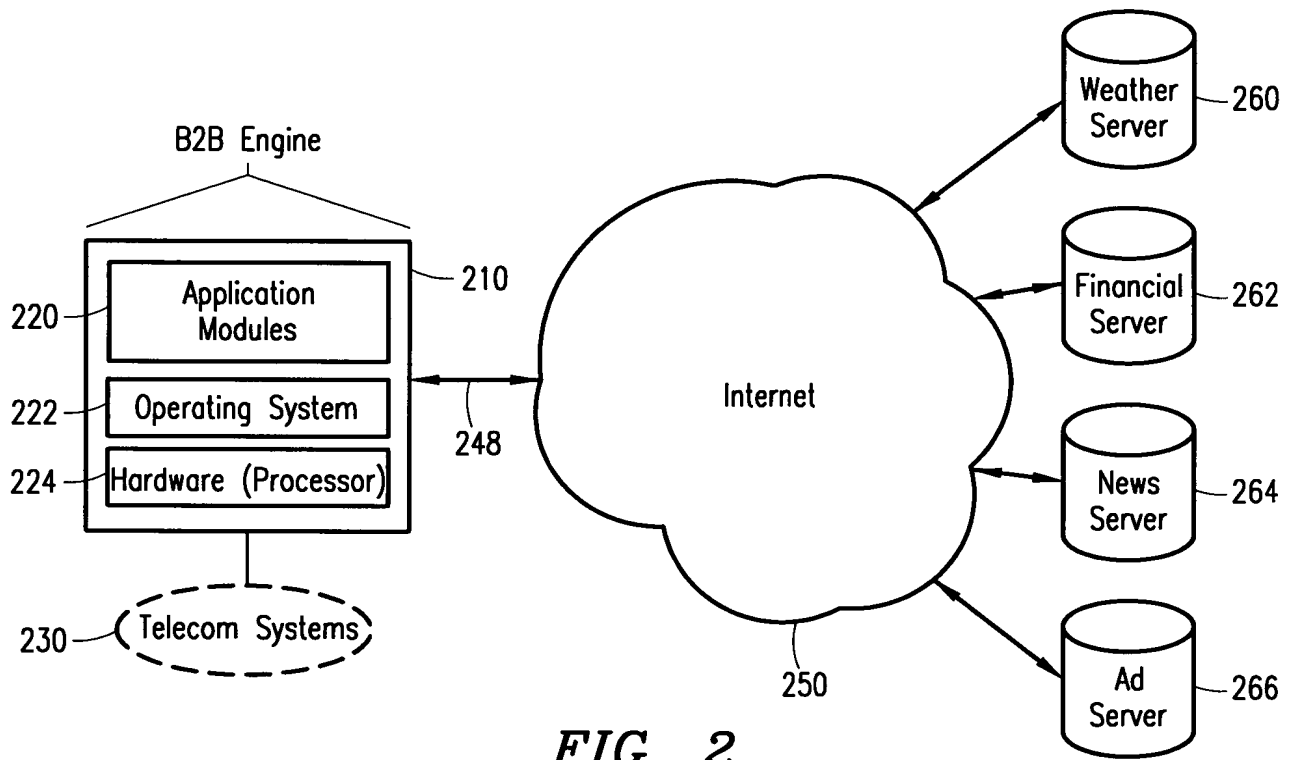 B2B Engine
210
220
Application
Modules
222
Operating System
224
Hardware (Processor)
230
Telecom Systems
248
Internet
250
Weather
Server
260
Financial
Server
262
News
Server
264
Ad
Server
266
FIG. 2